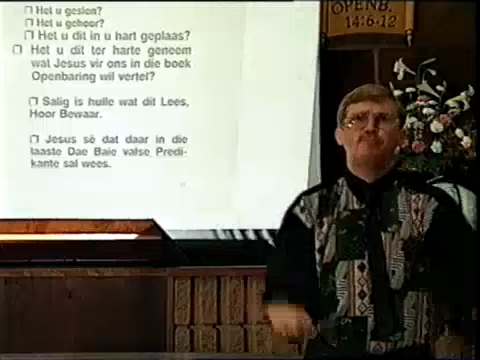 ❐ Het u gesien?
❐ Het u gehoor?
❐ Het u dit in u hart geplaas?
❐ Het u dit ter harte geneem
wat Jesus vir ons in die boek
Openbaring wil vertel?
❐ Salig is hulle wat dit Lees,
Hoor Bewaar.
❐ Jesus sê dat daar in die
laaste Dae Baie valse Predi-
kante sal wees.
OPENB.
14:6-12